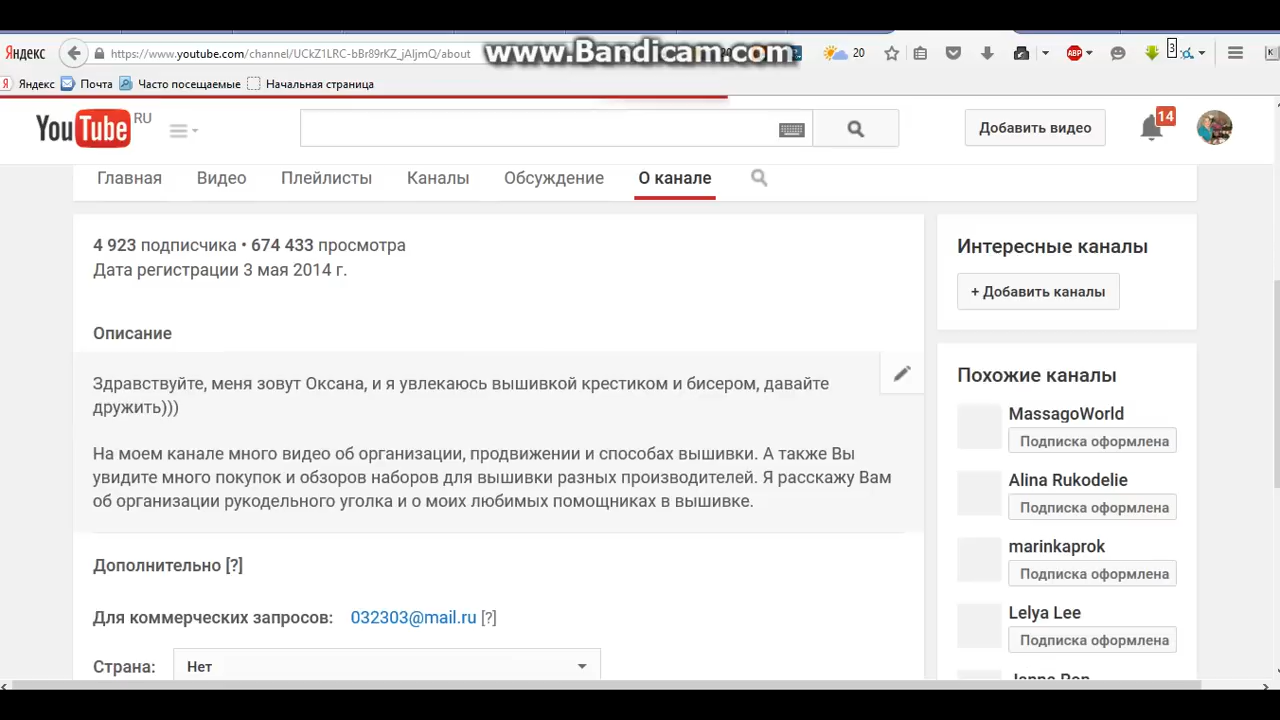 www.Bandicam.com
Яндекс
https://www.youtube.com/channel/UCkZ1LRC-bBr89rKZ_jAljmQ/about
20
ABP
3
Яндекс Почта Часто посещаемые Начальная страница
YouTube RU
Добавить видео
14
Главная Видео Плейлисты Каналы Обсуждение О канале
4 923 подписчика • 674 433 просмотра
Дата регистрации 3 мая 2014 г.
Описание
Здравствуйте, меня зовут Оксана, и я увлекаюсь вышивкой крестиком и бисером, давайте
дружить)))
На моем канале много видео об организации, продвижении и способах вышивки. А также Вы
увидите много покупок и обзоров наборов для вышивки разных производителей. Я расскажу Вам
об организации рукодельного уголка и о моих любимых помощниках в вышивке.
Дополнительно [?]
Для коммерческих запросов: 032303@mail.ru [?]
Страна: Нет
Интересные каналы
+ Добавить каналы
Похожие каналы
MassagoWorld
Подписка оформлена
Alina Rukodelie
Подписка оформлена
marinkaprok
Подписка оформлена
Lelya Lee
Подписка оформлена